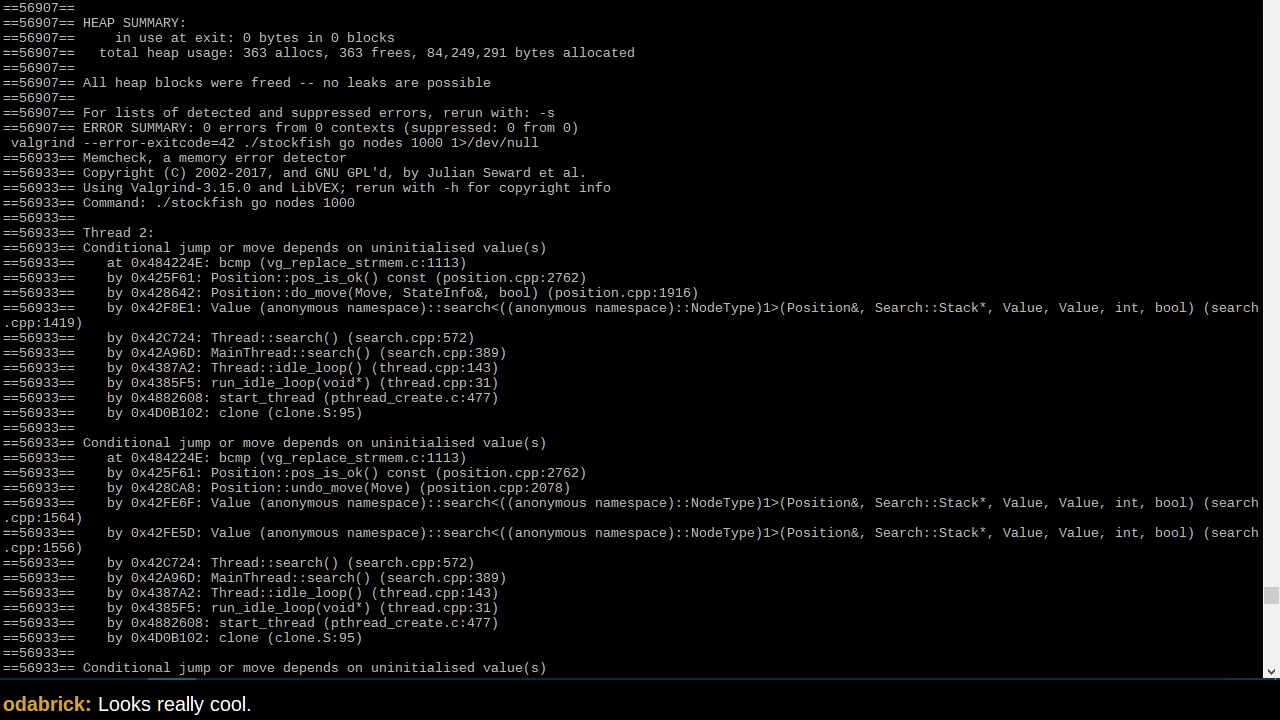 ==56907==
==56907== HEAP SUMMARY:
==56907==     in use at exit: 0 bytes in 0 blocks
==56907==   total heap usage: 363 allocs, 363 frees, 84,249,291 bytes allocated
==56907==
==56907== All heap blocks were freed -- no leaks are possible
==56907==
==56907== For lists of detected and suppressed errors, rerun with: -s
==56907== ERROR SUMMARY: 0 errors from 0 contexts (suppressed: 0 from 0)
 valgrind --error-exitcode=42 ./stockfish go nodes 1000 1>/dev/null
==56933== Memcheck, a memory error detector
==56933== Copyright (C) 2002-2017, and GNU GPL'd, by Julian Seward et al.
==56933== Using Valgrind-3.15.0 and LibVEX; rerun with -h for copyright info
==56933== Command: ./stockfish go nodes 1000
==56933==
==56933== Thread 2:
==56933== Conditional jump or move depends on uninitialised value(s)
==56933==    at 0x484224E: bcmp (vg_replace_strmem.c:1113)
==56933==    by 0x425F61: Position::pos_is_ok() const (position.cpp:2762)
==56933==    by 0x428642: Position::do_move(Move, StateInfo&, bool) (position.cpp:1916)
==56933==    by 0x42F8E1: Value (anonymous namespace)::search<((anonymous namespace)::NodeType)1>(Position&, Search::Stack*, Value, Value, int, bool) (search
.cpp:1419)
==56933==    by 0x42C724: Thread::search() (search.cpp:572)
==56933==    by 0x42A96D: MainThread::search() (search.cpp:389)
==56933==    by 0x4387A2: Thread::idle_loop() (thread.cpp:143)
==56933==    by 0x4385F5: run_idle_loop(void*) (thread.cpp:31)
==56933==    by 0x4882608: start_thread (pthread_create.c:477)
==56933==    by 0x4D0B102: clone (clone.S:95)
==56933==
==56933== Conditional jump or move depends on uninitialised value(s)
==56933==    at 0x484224E: bcmp (vg_replace_strmem.c:1113)
==56933==    by 0x425F61: Position::pos_is_ok() const (position.cpp:2762)
==56933==    by 0x428CA8: Position::undo_move(Move) (position.cpp:2078)
==56933==    by 0x42FE6F: Value (anonymous namespace)::search<((anonymous namespace)::NodeType)1>(Position&, Search::Stack*, Value, Value, int, bool) (search
.cpp:1564)
==56933==    by 0x42FE5D: Value (anonymous namespace)::search<((anonymous namespace)::NodeType)1>(Position&, Search::Stack*, Value, Value, int, bool) (search
.cpp:1556)
==56933==    by 0x42C724: Thread::search() (search.cpp:572)
==56933==    by 0x42A96D: MainThread::search() (search.cpp:389)
==56933==    by 0x4387A2: Thread::idle_loop() (thread.cpp:143)
==56933==    by 0x4385F5: run_idle_loop(void*) (thread.cpp:31)
==56933==    by 0x4882608: start_thread (pthread_create.c:477)
==56933==    by 0x4D0B102: clone (clone.S:95)
==56933==
==56933== Conditional jump or move depends on uninitialised value(s)
odabrick: Looks really cool.